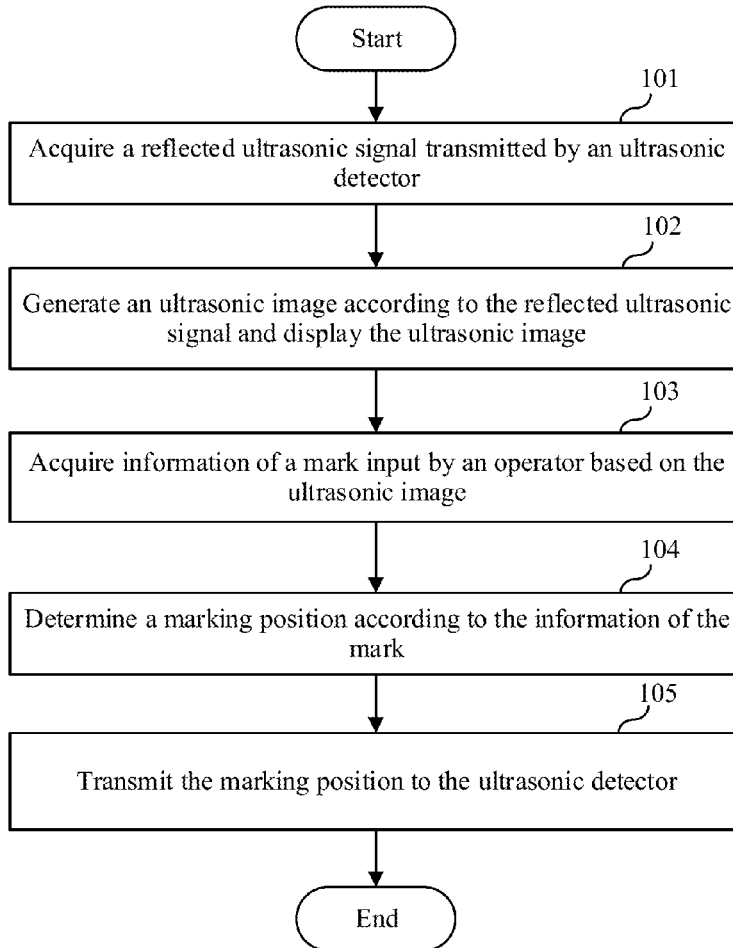 Start
101
Acquire a reflected ultrasonic signal transmitted by an ultrasonic
detector
102
Generate an ultrasonic image according to the reflected ultrasonic
signal and display the ultrasonic image
103
Acquire information of a mark input by an operator based on the
ultrasonic image
104
Determine a marking position according to the information of the
mark
105
Transmit the marking position to the ultrasonic detector
End